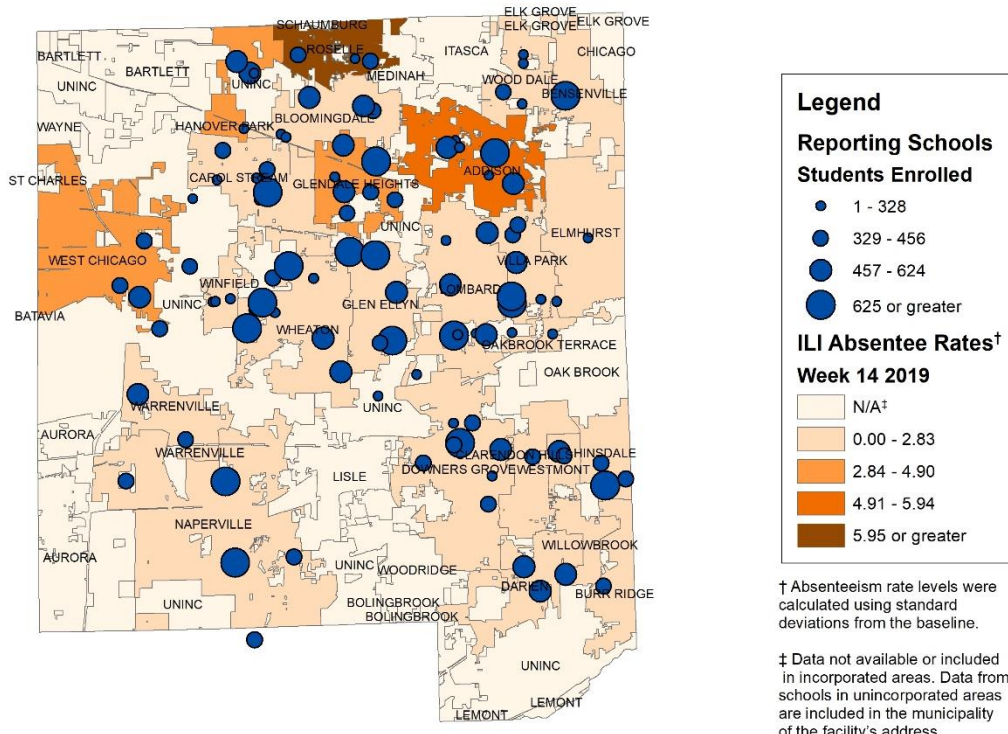 ELK GROVE
ELK GROVE
SCHAUMBURG
ELK GROVE
ROSELLE
ITASCA
CHICAGO
BARTLETT
BARTLETT
MEDINAH
UNINC
UNINC
WOOD DALE
BENSENVILLE
BLOOMINGDALE
WAYNE
HANOVER PARK
ADDISON
ST CHARLES
CAROL STREAM
GLENDALE HEIGHTS
UNINC
ELMHURST
WEST CHICAGO
VILLA PARK
WINFIELD
LOMBARD
UNINC
GLEN ELLYN
BATAVIA
WHEATON
OAKBROOK TERRACE
OAK BROOK
WARRENVILLE
UNINC
AURORA
WARRENVILLE
CLARENDON HILLS
HINSDALE
DOWNERS GROVE
WESTMONT
LISLE
NAPERVILLE
WILLOWBROOK
AURORA
UNINC
WOODRIDGE
DARIEN
BURR RIDGE
UNINC
BOLINGBROOK
BOLINGBROOK
UNINC
LEMONT
LEMONT
Legend
Reporting Schools
Students Enrolled
1 - 328
329 - 456
457 - 624
625 or greater
ILI Absentee Rates†
Week 14 2019
N/A‡
0.00 - 2.83
2.84 - 4.90
4.91 - 5.94
5.95 or greater
† Absenteeism rate levels were
calculated using standard
deviations from the baseline.
‡ Data not available or included
in incorporated areas. Data from
schools in unincorporated areas
are included in the municipality
of the facility's address.